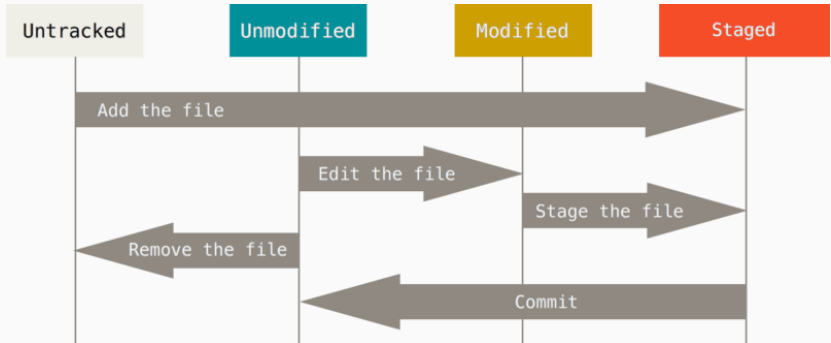 Untracked
Unmodified
Modified
Staged
Add the file
Edit the file
Stage the file
Remove the file
Commit